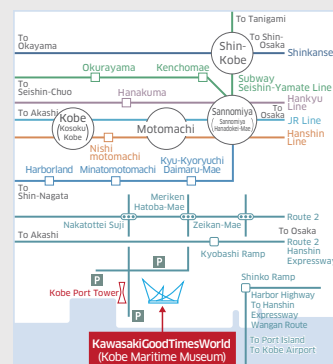 To Tanigami
To
Okayama
To Shin-
Osaka
Shin-
Kobe
Shinkanse
Okurayama
Kenchomae
Subway
Seishin-Yamate Line
To
Seishin-Chuo
Hanakuma
Hankyu
Line
To Akashi
Kobe
(Kosoku
Kobe)
Motomachi
Sannomiya
(Sannomiya
Hanadokei-Mae)
To
Osaka
JR Line
Nishi
motomachi
Hanshin
Line
Kyu-Kyoryuchi
Daimaru-Mae
Harborland
Minatomotomachi
To
Shin-Nagata
Meriken
Hatoba-Mae
Nakatottei Suji
Zeikan-Mae
Route 2
To Akashi
To Osaka
Route 2
Hanshin
Expressway
Kyobashi Ramp
P
P
Shinko Ramp
Kobe Port Tower
Harbor Highway
To Hanshin
Expressway
Wangan Route
P
KawasakiGoodTimesWorld
(Kobe Maritime Museum)
To Port Island
To Kobe Airport